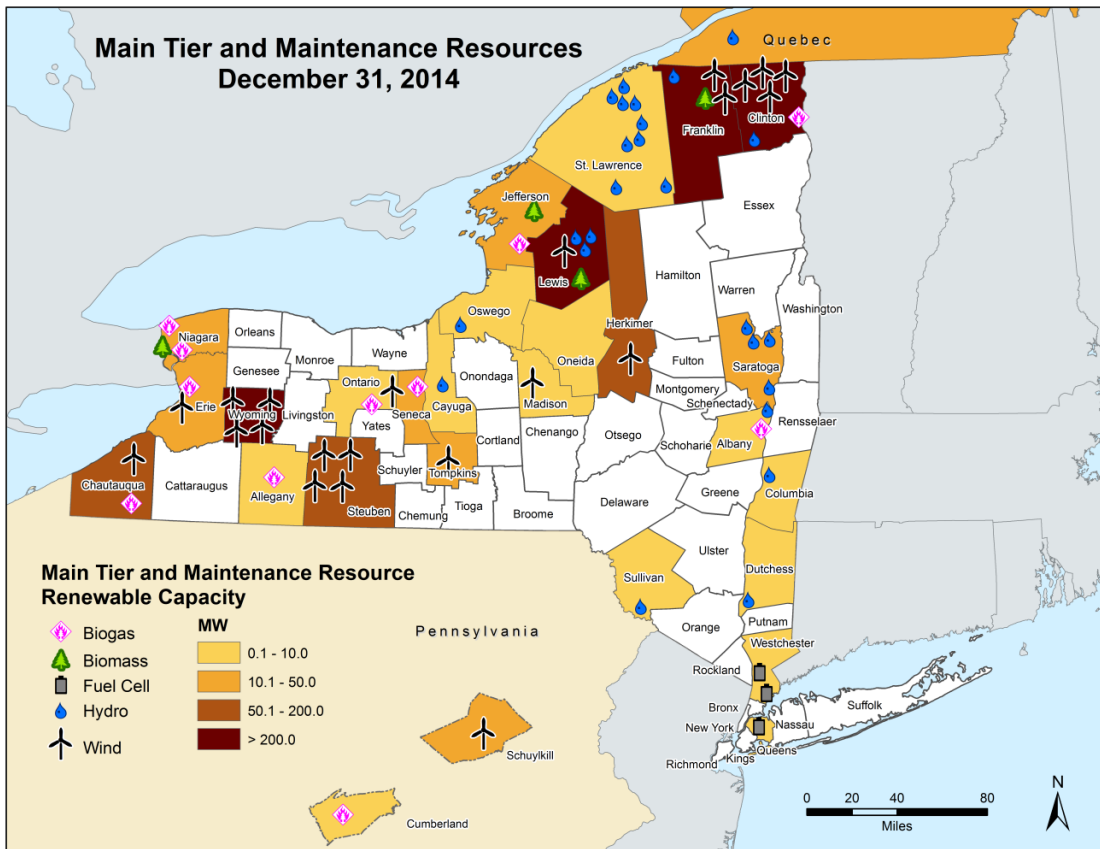 Main Tier and Maintenance Resources
December 31, 2014
Quebec
Clinton
Franklin
St. Lawrence
Jefferson
Essex
Lewis
Hamilton
Warren
Washington
Oswego
Herkimer
Niagara
Orleans
Oneida
Fulton
Saratoga
Monroe
Wayne
Genesee
Onondaga
Ontario
Montgomery
Madison
Schenectady
Erie
Wyoming
Livingston
Seneca
Cayuga
Rensselaer
Yates
Otsego
Albany
Cortland
Chenango
Schoharie
Schuyler
Tompkins
Chautauqua
Cattaraugus
Allegany
Greene
Columbia
Steuben
Delaware
Chemung
Tioga
Broome
Ulster
Dutchess
Sullivan
Putnam
Orange
Westchester
Rockland
Bronx
New York
Nassau
Suffolk
Queens
Kings
Richmond
Main Tier and Maintenance Resource
Renewable Capacity
Biogas
Biomass
Fuel Cell
Hydro
Wind
MW
0.1 - 10.0
10.1 - 50.0
50.1 - 200.0
> 200.0
Pennsylvania
Schuylkill
Cumberland
N
0 20 40 80
Miles